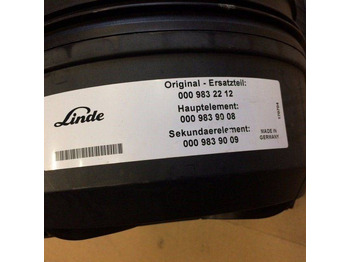 Linde
Original - Ersatzteil:
000 983 22 12
Hauptelement:
000 983 90 08
Sekundaerelement:
000 983 90 09
MADE IN
GERMANY